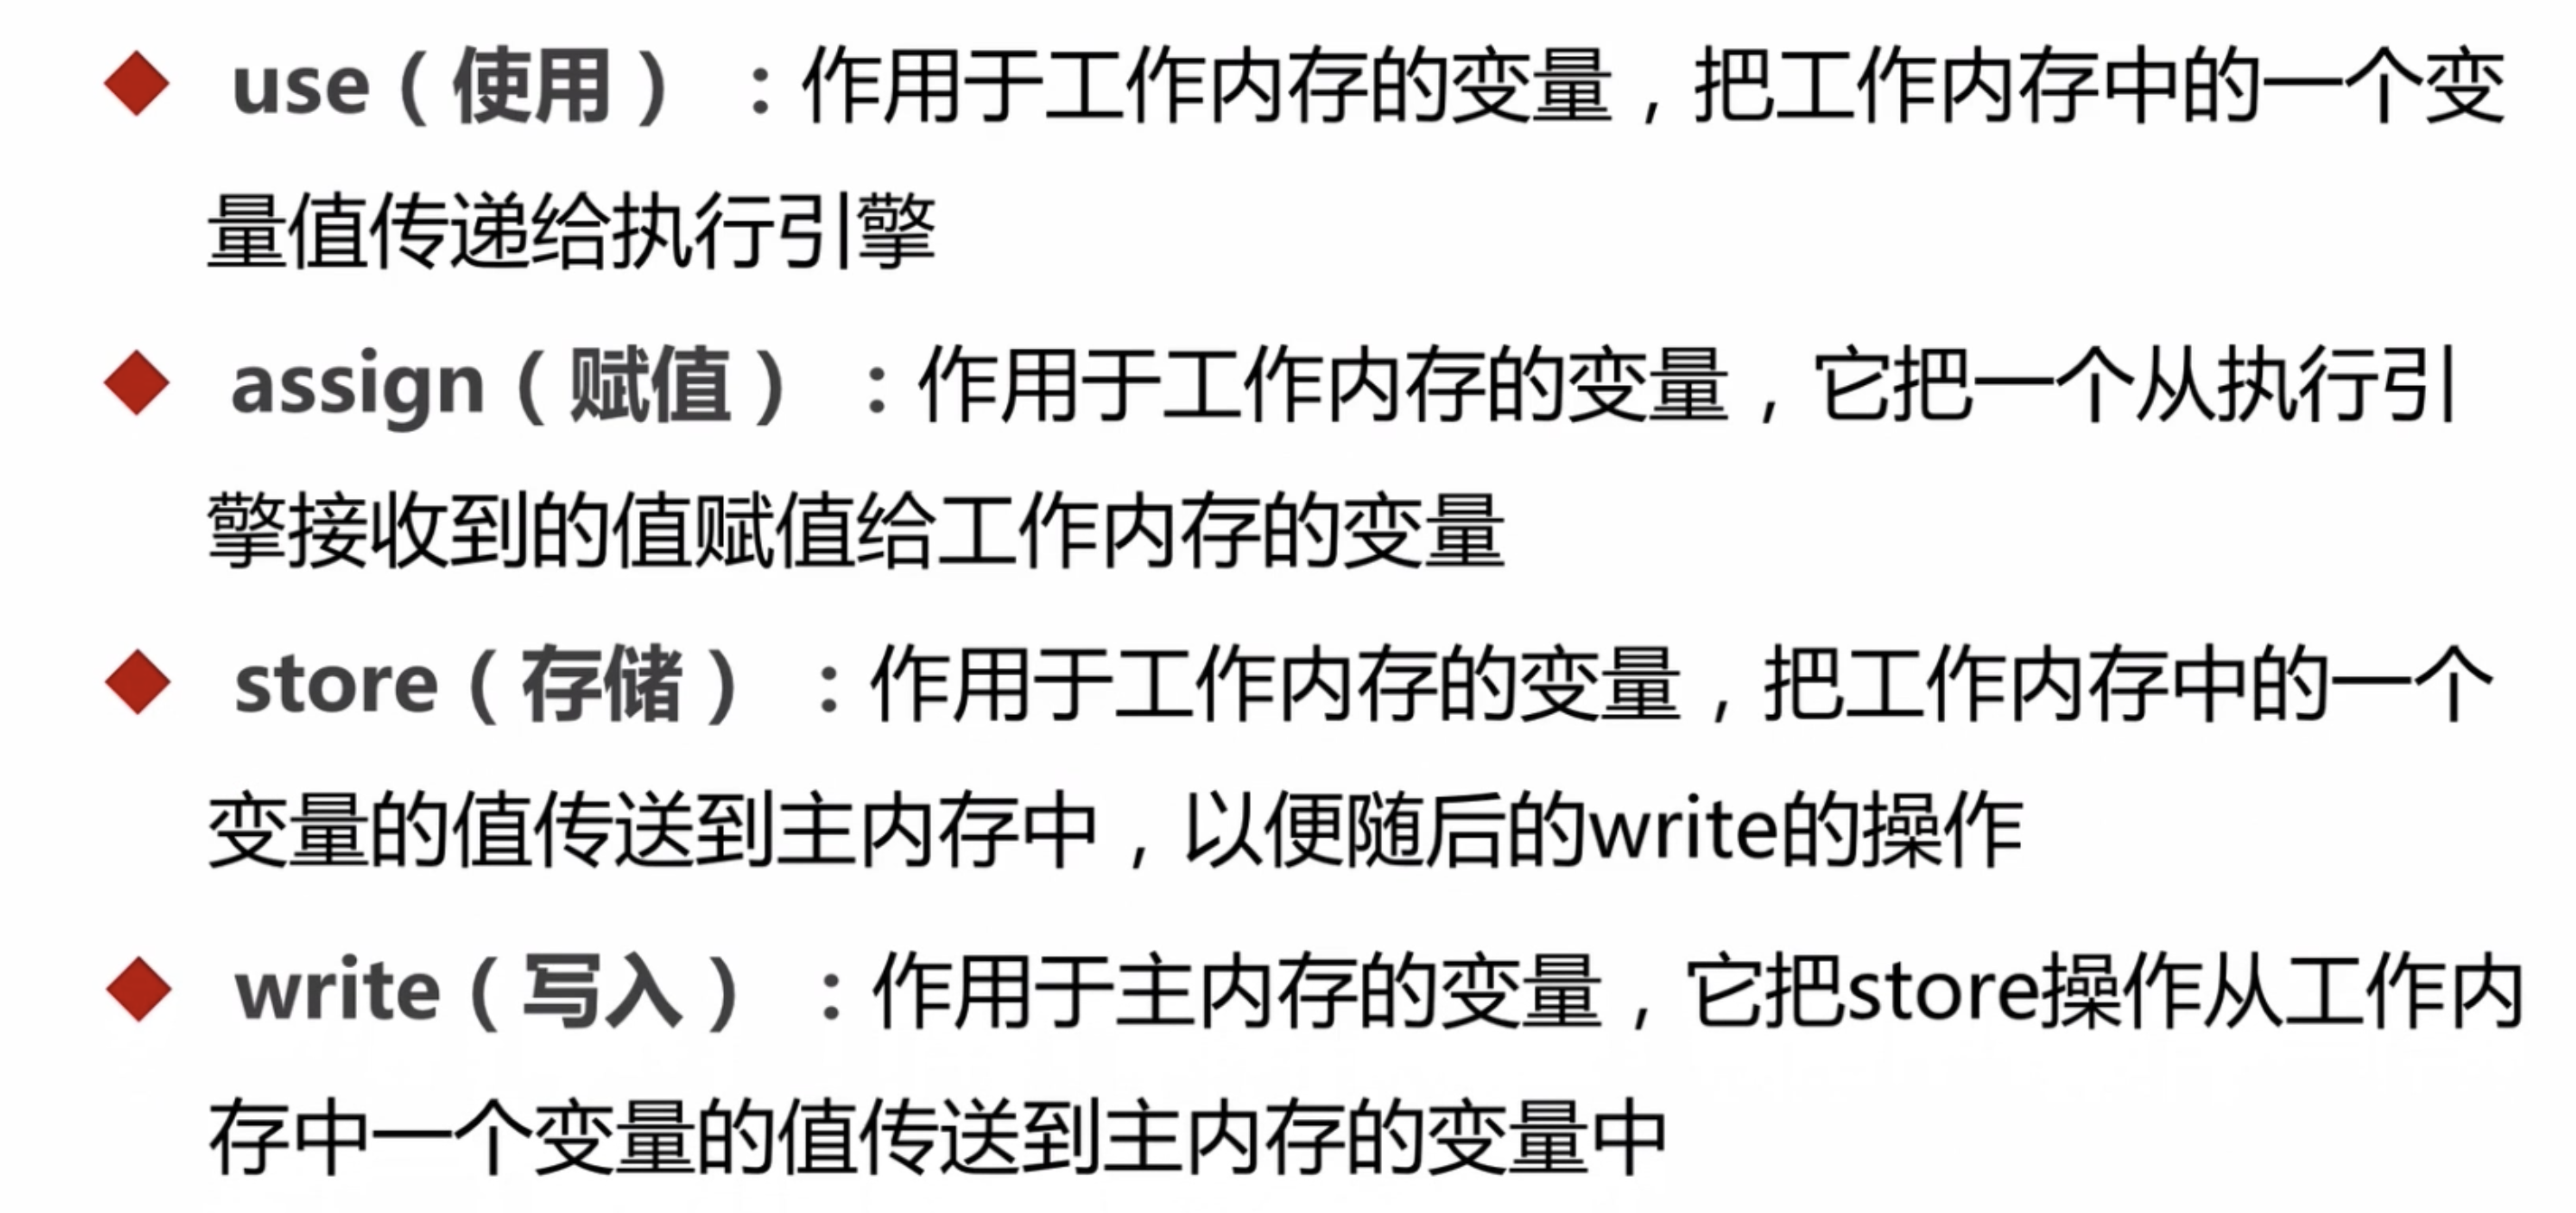 use（使用）：作用于工作内存的变量，把工作内存中的一个变
量值传递给执行引擎
assign（赋值）：作用于工作内存的变量，它把一个从执行引
擎接收到的值赋值给工作内存的变量
store（存储）：作用于工作内存的变量，把工作内存中的一个
变量的值传送到主内存中，以便随后的write的操作
write（写入）：作用于主内存的变量，它把store操作从工作内
存中一个变量的值传送到主内存的变量中